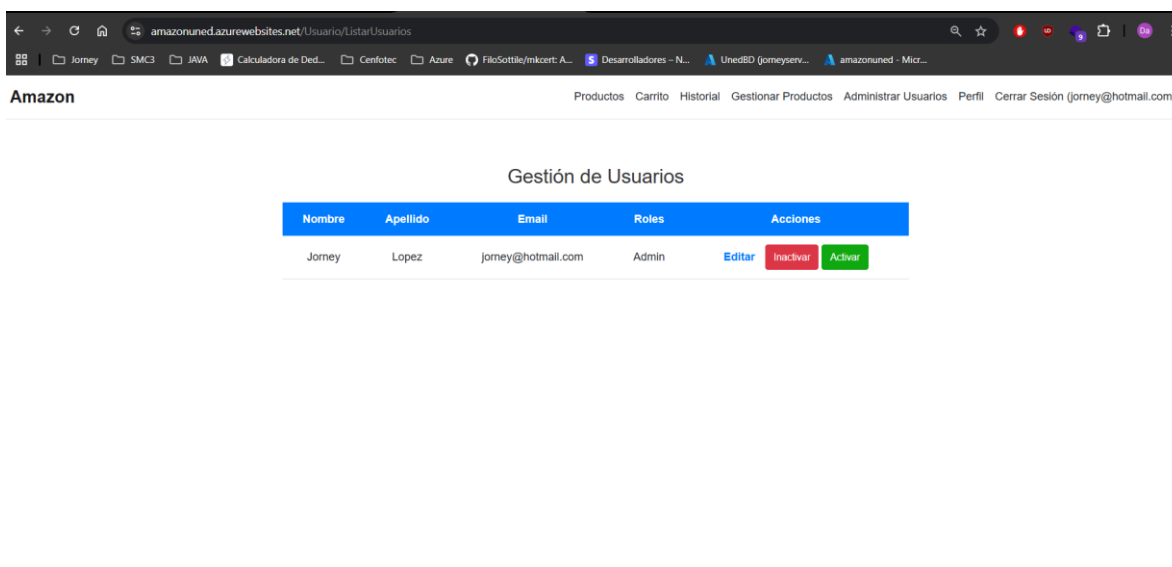 amazonuned.azurewebsites.net/Usuario/ListarUsuarios
Jorney SMC3 JAVA Calculadora de Ded... Cenfotec Azure FiloSottile/mkcert: A... S Desarrolladores – N... UnedBD (jorneyserv... amazonuned - Micr...
Amazon Productos Carrito Historial Gestionar Productos Administrar Usuarios Perfil Cerrar Sesión (jorney@hotmail.com
Gestión de Usuarios
Nombre Apellido Email Roles Acciones
Jorney Lopez jorney@hotmail.com Admin Editar Inactivar Activar